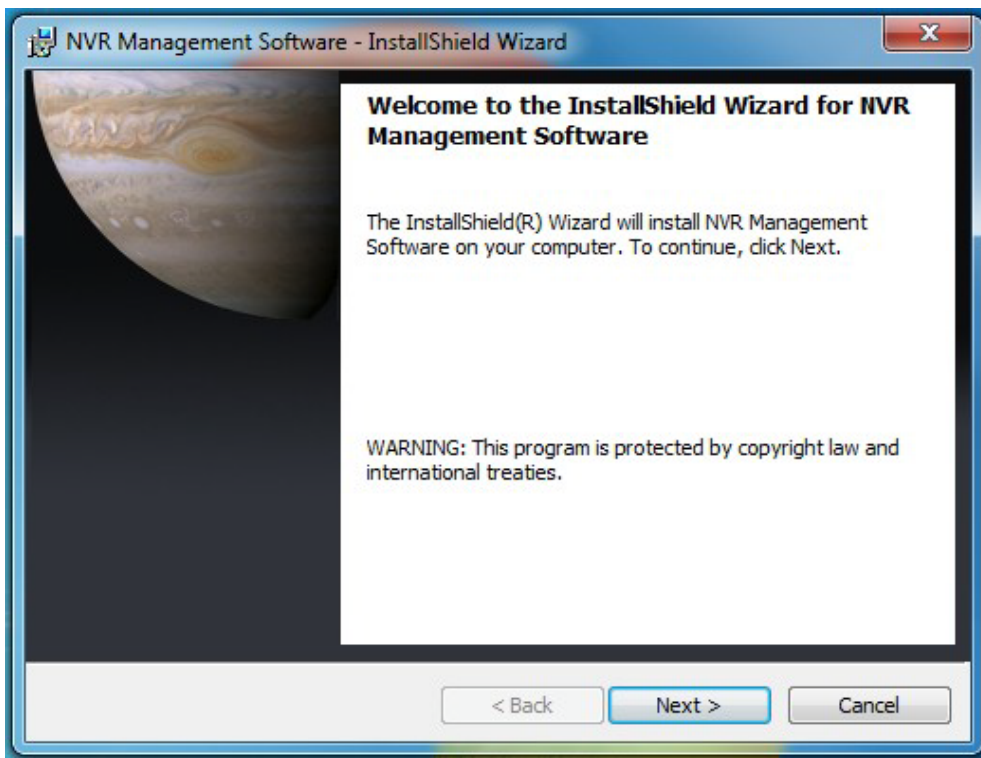 NVR Management Software - InstallShield Wizard
Welcome to the InstallShield Wizard for NVR
Management Software
The InstallShield(R) Wizard will install NVR Management
Software on your computer. To continue, click Next.
WARNING: This program is protected by copyright law and
international treaties.
< Back
Next >
Cancel